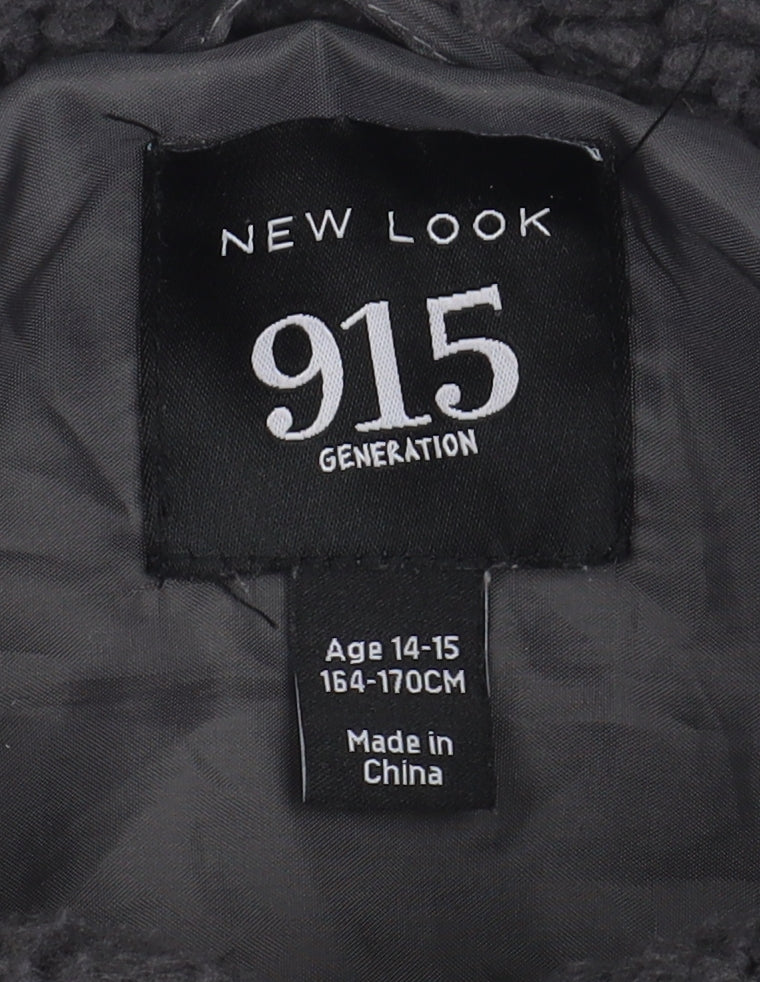 NEW LOOK
915
GENERATION
Age 14-15
164-170CM
Made in
China